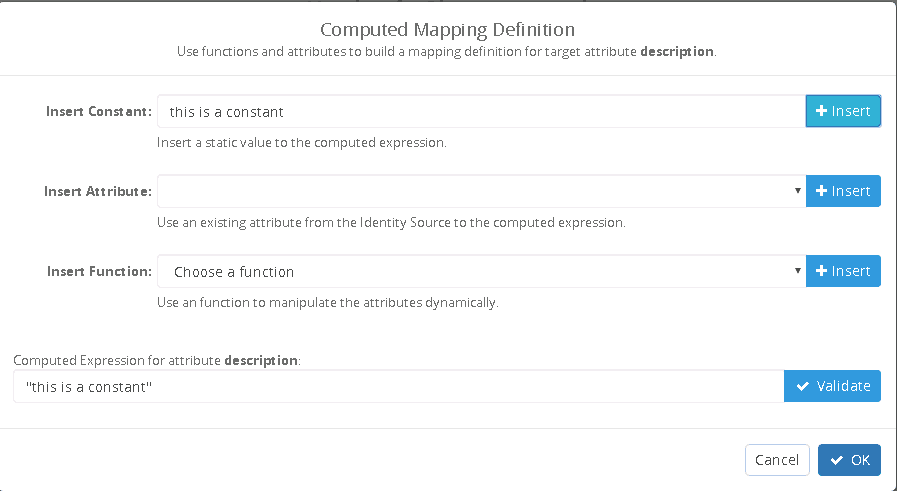 Computed Mapping Definition
Use functions and attributes to build a mapping definition for target attribute description.
Insert Constant: this is a constant Insert
Insert a static value to the computed expression.
Insert Attribute: Insert
Use an existing attribute from the Identity Source to the computed expression.
Insert Function: Choose a function Insert
Use an function to manipulate the attributes dynamically.
Computed Expression for attribute description:
"this is a constant" Validate
Cancel OK